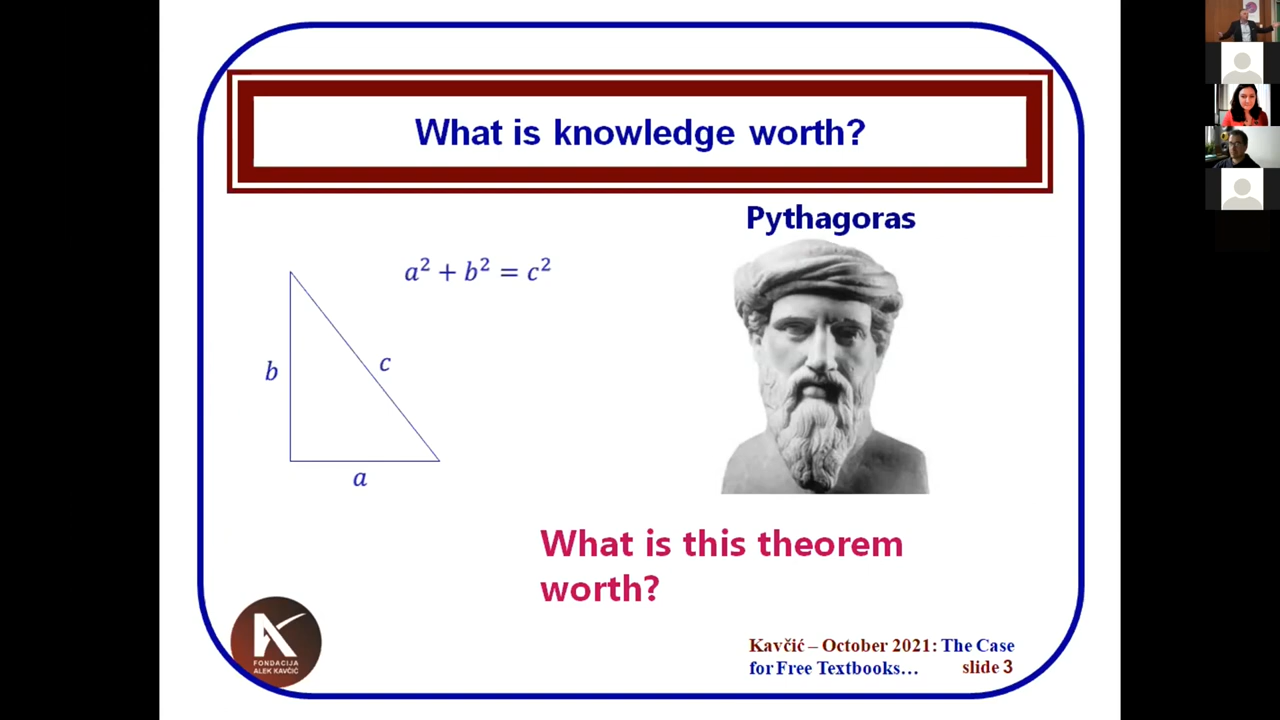 What is knowledge worth?
Pythagoras
a² + b² = c²
b
c
a
What is this theorem
worth?
FONDACIJA
ALEK KAVČIĆ
Kavčić – October 2021: The Case
for Free Textbooks… slide 3